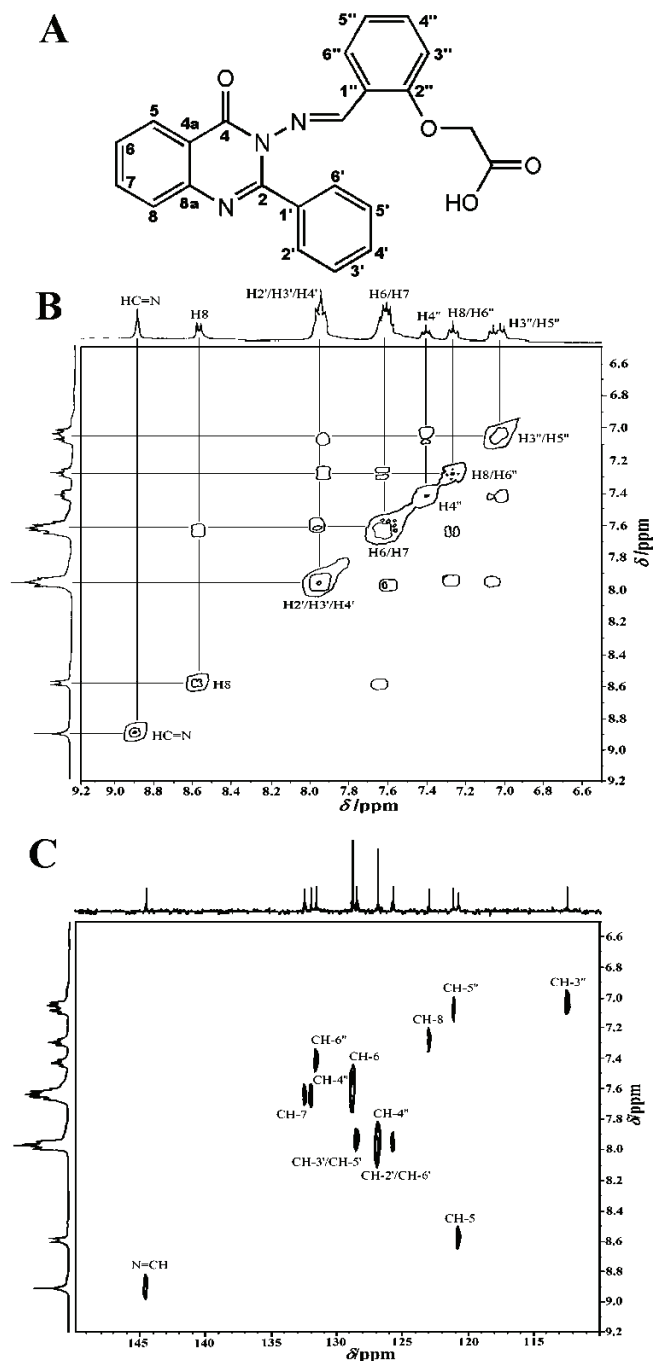 A
5"
4"
6"
3"
O
1"
2"
5
4
N
4a
O
6
N
O
7
6'
N
2
5'
8
8a
1'
HO
2'
4'
3'
B
HC=N
H8
H2'/H3'/H4'
H6/H7
H4"
H8/H6"
H3"/H5"
6.6
6.8
7.0
7.2
7.4
7.6
7.8
8.0
8.2
8.4
8.6
8.8
9.0
9.2
δ/ppm
H3"/H5"
H8/H6"
H4"
H6/H7
H2'/H3'/H4'
H8
HC=N
9.2 9.0 8.8 8.6 8.4 8.2 8.0 7.8 7.6 7.4 7.2 7.0 6.8 6.6
δ/ppm
C
6.6
6.8
7.0
7.2
7.4
7.6
7.8
8.0
8.2
8.4
8.6
8.8
9.0
9.2
δ/ppm
CH-3"
CH-5"
CH-8
CH-6"
CH-6
CH-4"
CH-7
CH-4"
CH-3'/CH-5'
CH-2'/CH-6'
CH-5
N=CH
145 140 135 130 125 120 115
δ/ppm